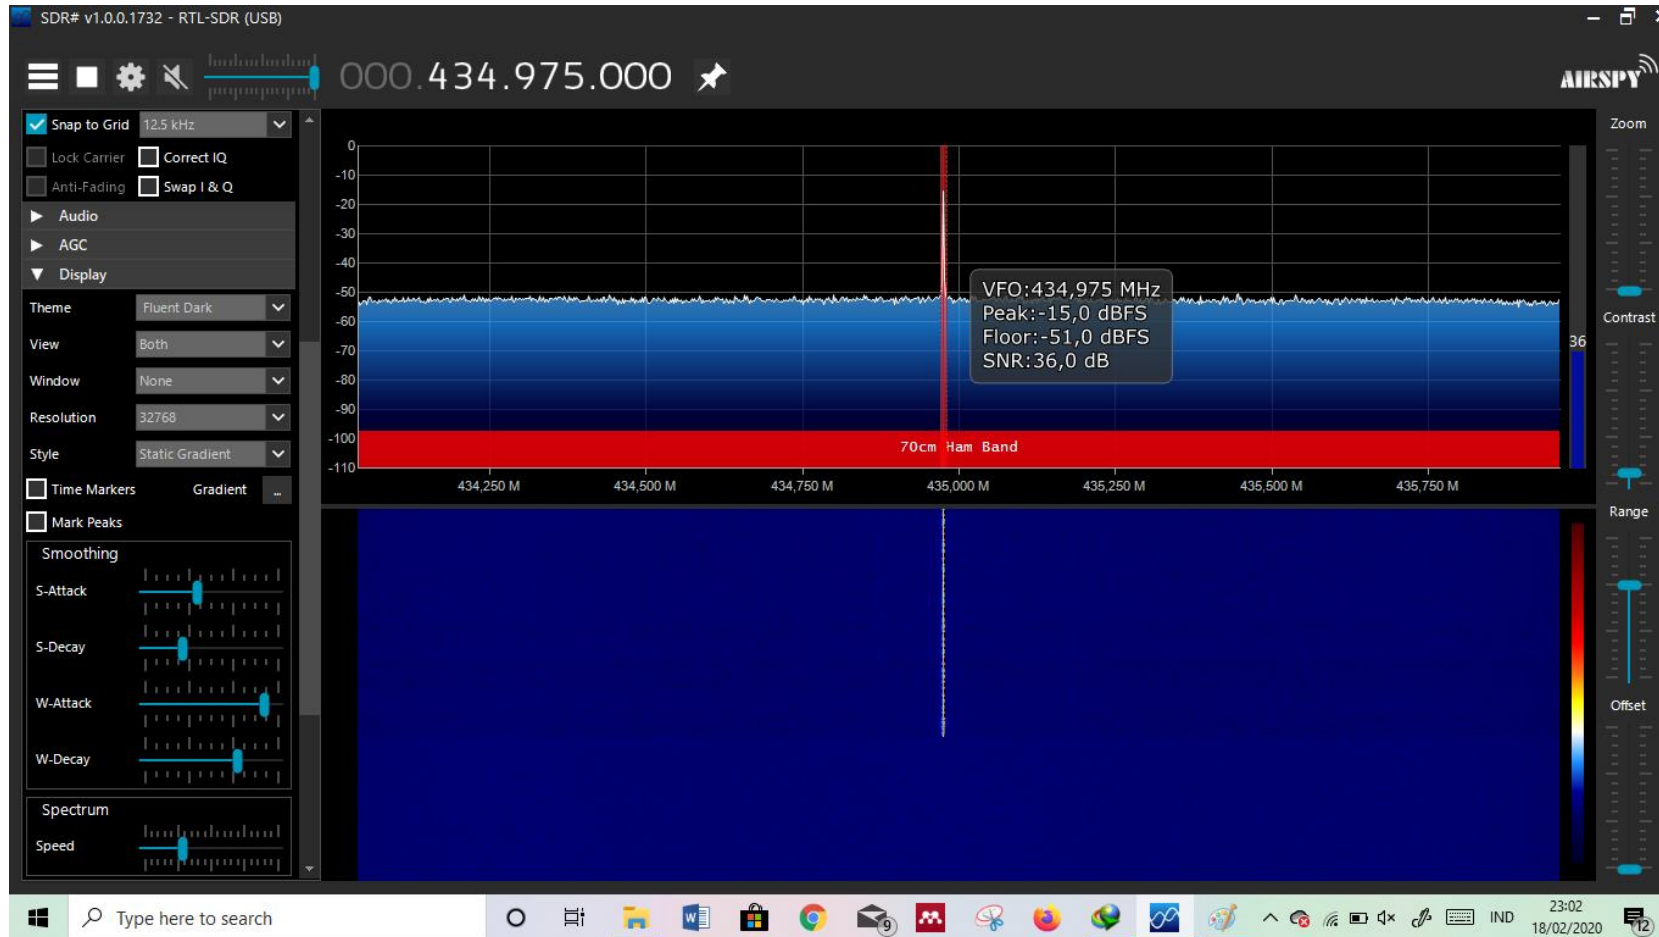 SDR# v1.0.0.1732 - RTL-SDR (USB)
000.434.975.000
AIRSPY
Snap to Grid 12.5 kHz
Lock Carrier Correct IQ
Anti-Fading Swap I & Q
Audio
AGC
Display
Theme Fluent Dark
View Both
Window None
Resolution 32768
Style Static Gradient
Time Markers Gradient ...
Mark Peaks
Smoothing
S-Attack
S-Decay
W-Attack
W-Decay
Spectrum
Speed
0
-10
-20
-30
-40
-50
-60
-70
-80
-90
-100
-110
VFO:434,975 MHz
Peak:-15,0 dBFS
Floor:-51,0 dBFS
SNR:36,0 dB
70cm Ham Band
434,250 M 434,500 M 434,750 M 435,000 M 435,250 M 435,500 M 435,750 M
36
Zoom
Contrast
Range
Offset
Type here to search
W
9
IND
23:02
18/02/2020
12